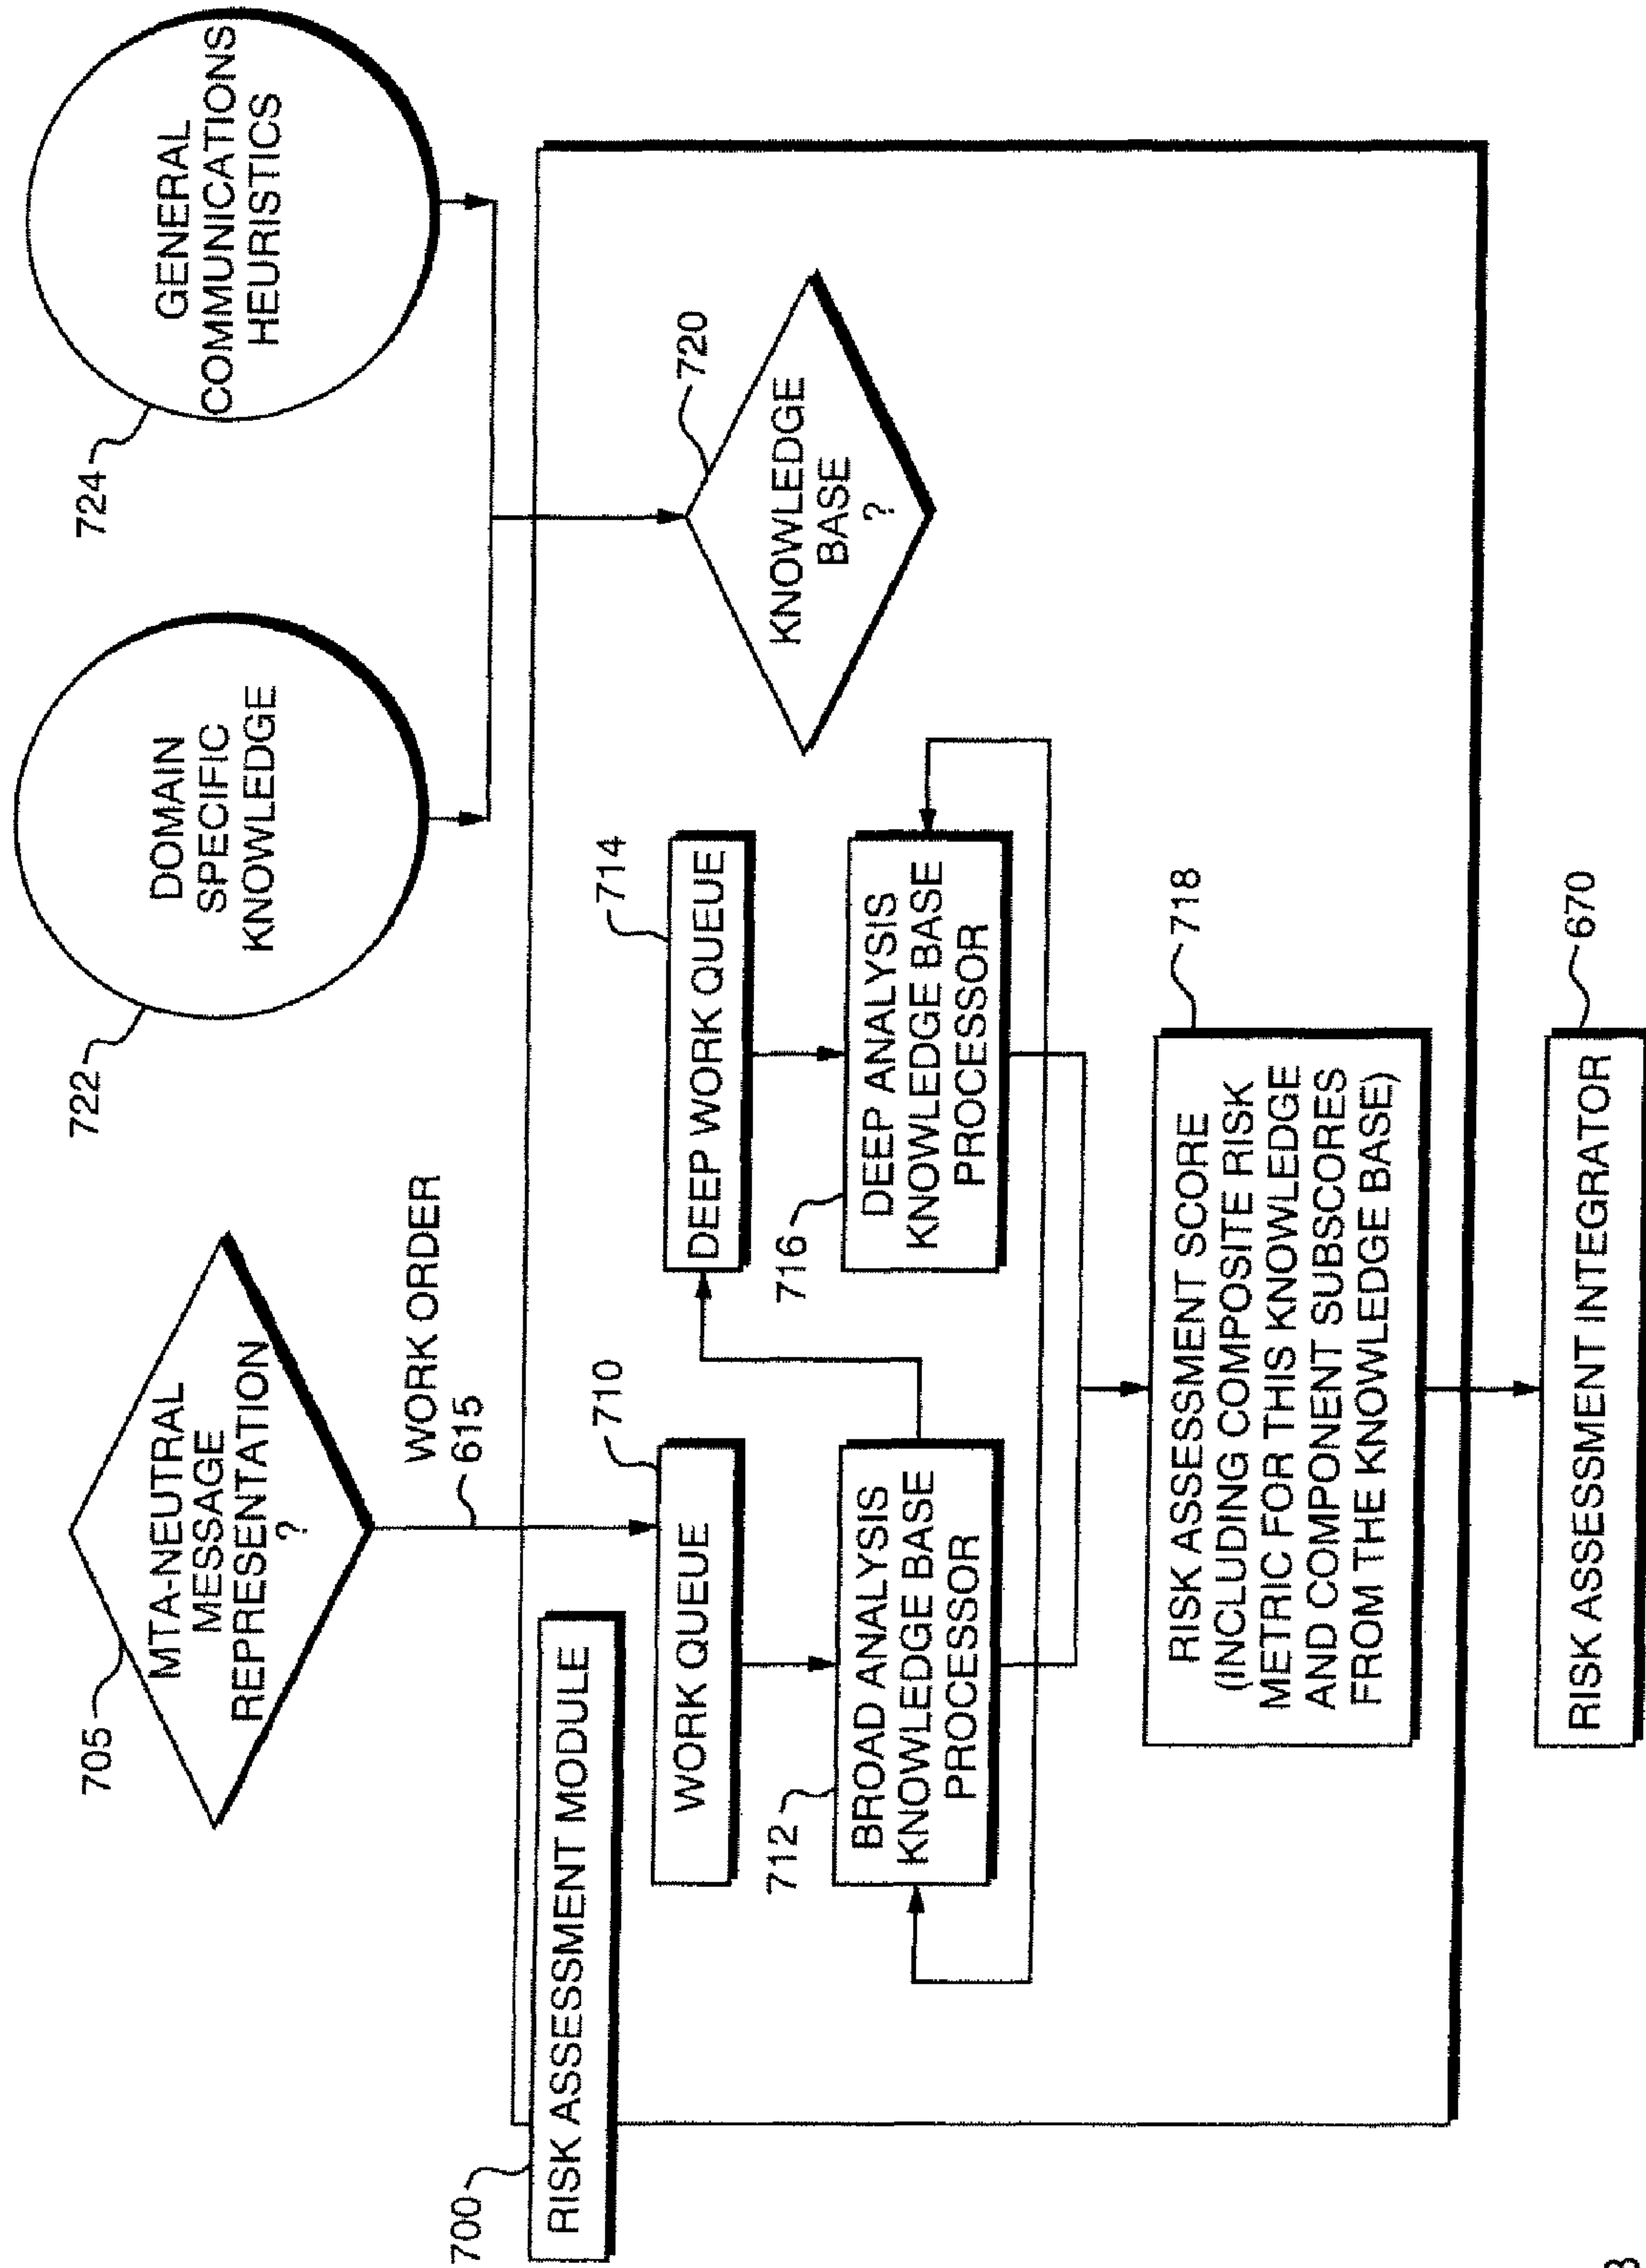 705
MTA-NEUTRAL
MESSAGE
REPRESENTATION
?
722
DOMAIN
SPECIFIC
KNOWLEDGE
724
GENERAL
COMMUNICATIONS
HEURISTICS
WORK ORDER
615
700
RISK ASSESSMENT MODULE
710
WORK QUEUE
714
DEEP WORK QUEUE
720
KNOWLEDGE
BASE
?
712
BROAD ANALYSIS
KNOWLEDGE BASE
PROCESSOR
716
DEEP ANALYSIS
KNOWLEDGE BASE
PROCESSOR
718
RISK ASSESSMENT SCORE
(INCLUDING COMPOSITE RISK
METRIC FOR THIS KNOWLEDGE
AND COMPONENT SUBSCORES
FROM THE KNOWLEDGE BASE)
670
RISK ASSESSMENT INTEGRATOR